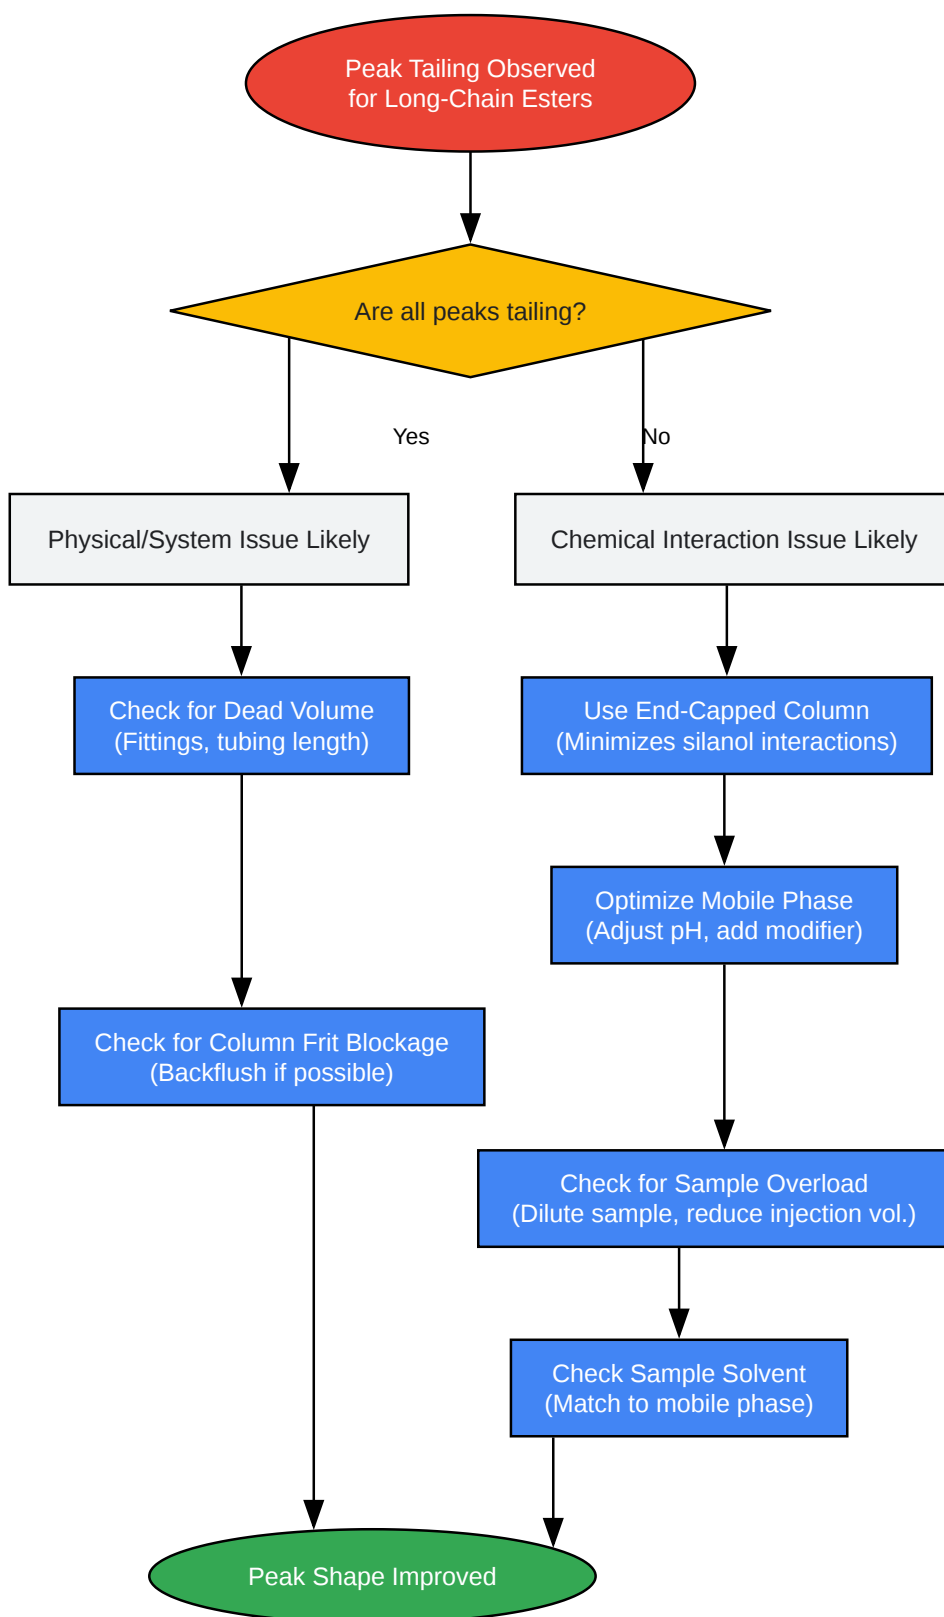 Peak Tailing Observed
for Long-Chain Esters
Are all peaks tailing?
Yes
No
Physical/System Issue Likely
Chemical Interaction Issue Likely
Check for Dead Volume
(Fittings, tubing length)
Use End-Capped Column
(Minimizes silanol interactions)
Optimize Mobile Phase
(Adjust pH, add modifier)
Check for Column Frit Blockage
(Backflush if possible)
Check for Sample Overload
(Dilute sample, reduce injection vol.)
Check Sample Solvent
(Match to mobile phase)
Peak Shape Improved